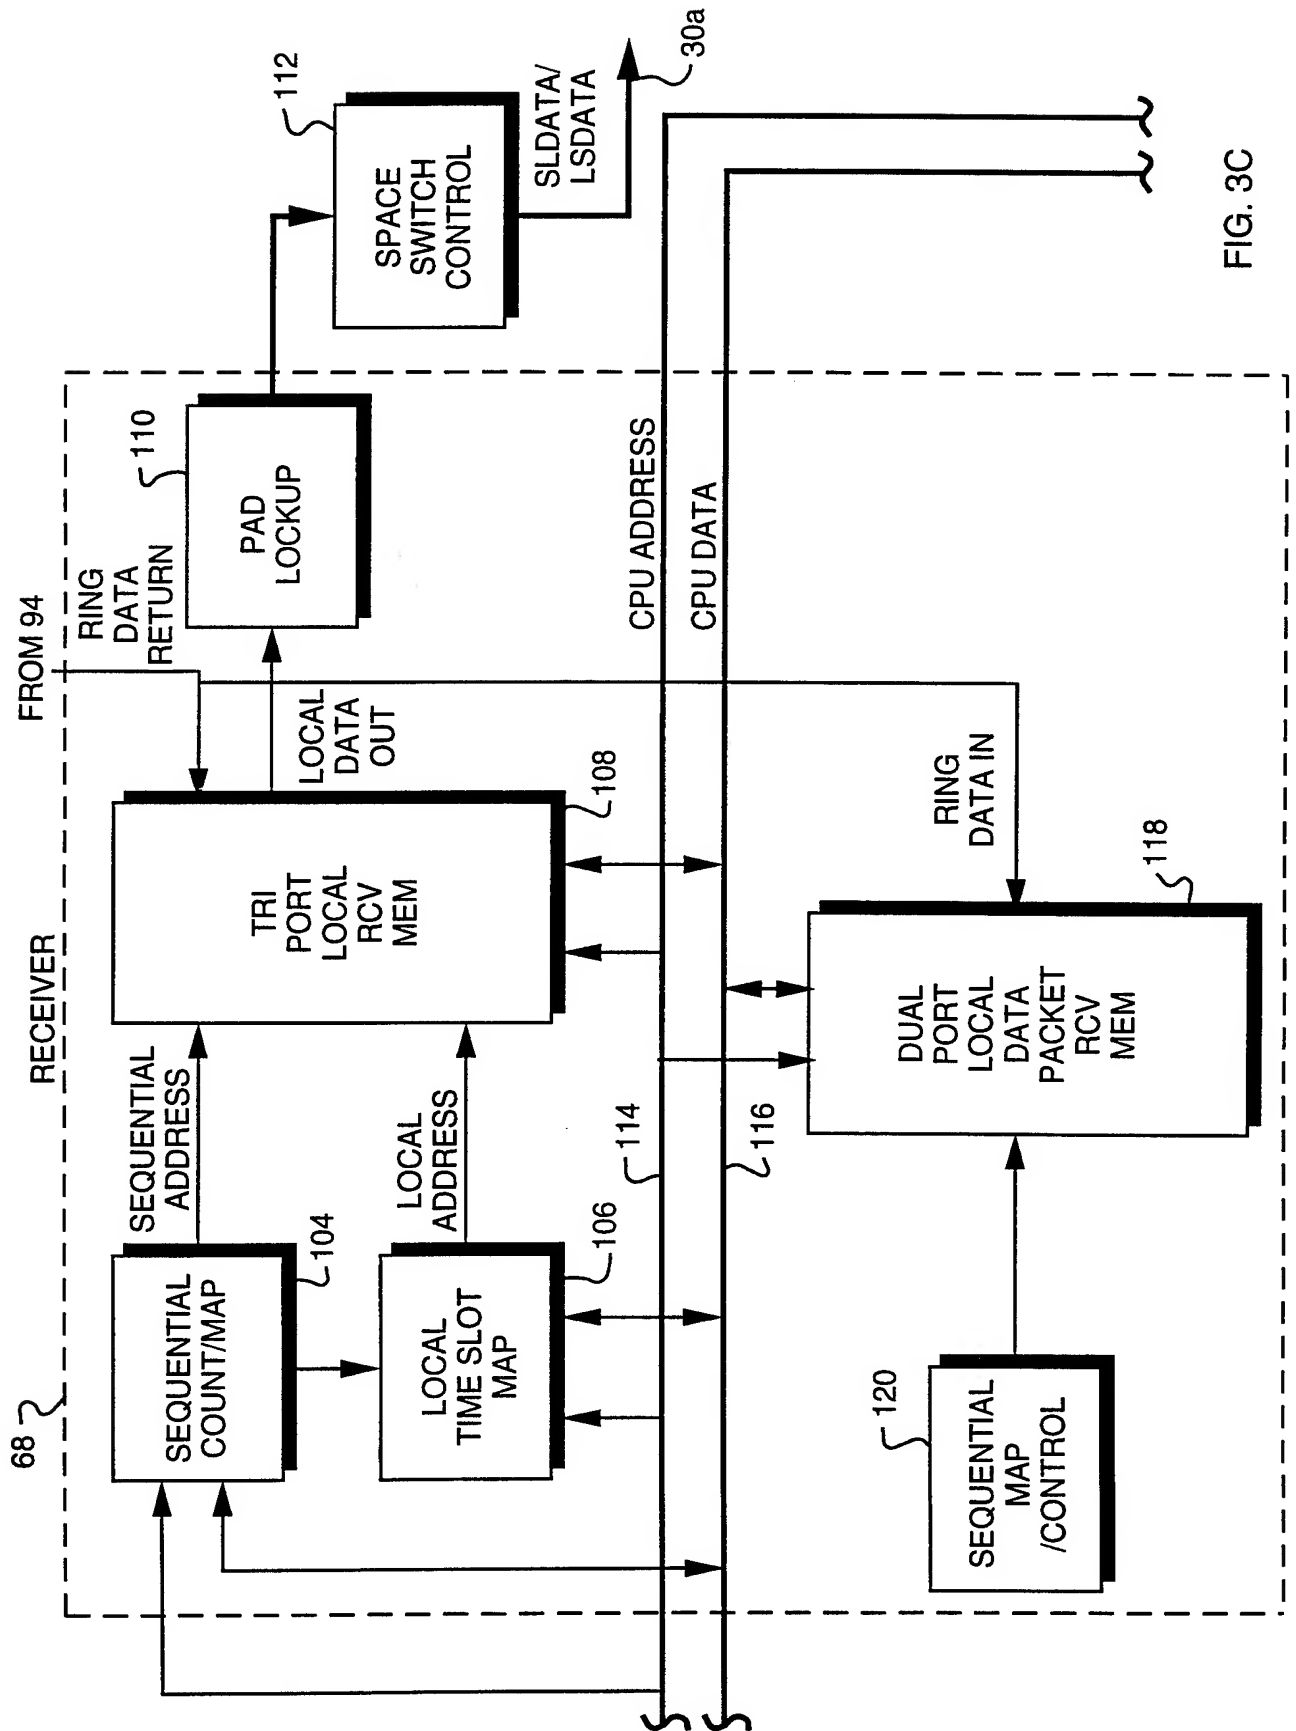 68
RECEIVER
FROM 94
SEQUENTIAL
COUNT/MAP
104
SEQUENTIAL
ADDRESS
TRI
PORT
LOCAL
RCV
MEM
108
RING
DATA
RETURN
LOCAL
DATA
OUT
PAD
LOCKUP
110
SPACE
SWITCH
CONTROL
112
SLDATA/
LSDATA
30a
LOCAL
TIME SLOT
MAP
106
LOCAL
ADDRESS
114
116
CPU ADDRESS
CPU DATA
120
SEQUENTIAL
MAP
/CONTROL
DUAL
PORT
LOCAL
DATA
PACKET
RCV
MEM
118
RING
DATA IN
FIG. 3C